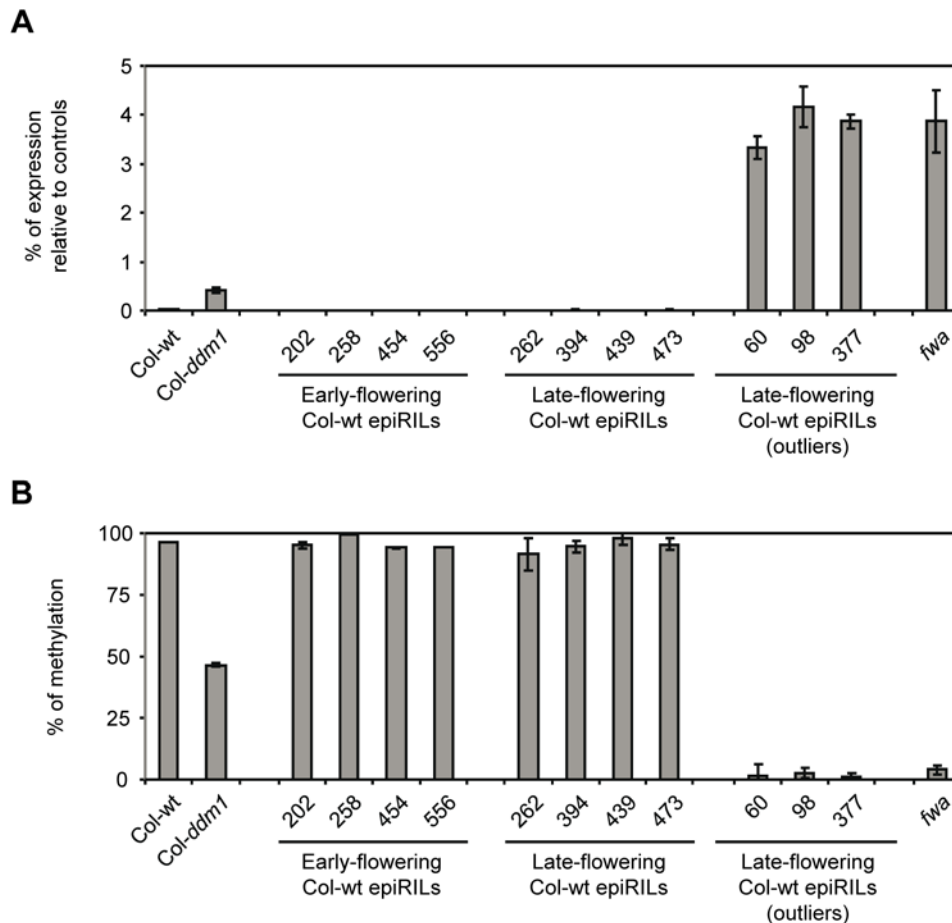 A
% of expression
relative to controls
5
4
3
2
1
0
Col-wt
Col-ddm1
202
258
454
556
262
394
439
473
60
98
377
fwa
Early-flowering
Col-wt epiRILs
Late-flowering
Col-wt epiRILs
Late-flowering
Col-wt epiRILs
(outliers)
B
% of methylation
100
75
50
25
0
Col-wt
Col-ddm1
202
258
454
556
262
394
439
473
60
98
377
fwa
Early-flowering
Col-wt epiRILs
Late-flowering
Col-wt epiRILs
Late-flowering
Col-wt epiRILs
(outliers)